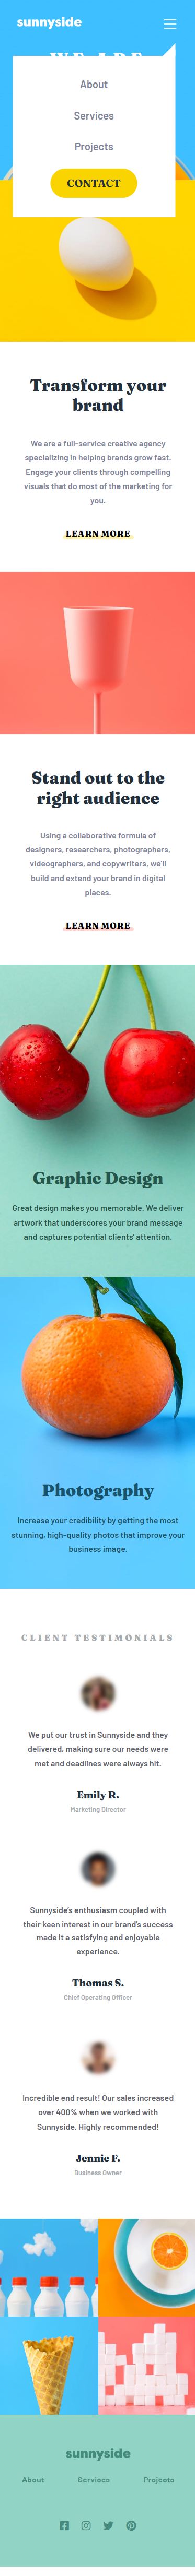 sunnyside
About
Services
Projects
CONTACT
Transform your
brand
We are a full-service creative agency
specializing in helping brands grow fast.
Engage your clients through compelling
visuals that do most of the marketing for
you.
LEARN MORE
Stand out to the
right audience
Using a collaborative formula of
designers, researchers, photographers,
videographers, and copywriters, we'll
build and extend your brand in digital
places.
LEARN MORE
Graphic Design
Great design makes you memorable. We deliver
artwork that underscores your brand message
and captures potential clients' attention.
Photography
Increase your credibility by getting the most
stunning, high-quality photos that improve your
business image.
CLIENT TESTIMONIALS
We put our trust in Sunnyside and they
delivered, making sure our needs were
met and deadlines were always hit.
Emily R.
Marketing Director
Sunnyside's enthusiasm coupled with
their keen interest in our brand's success
made it a satisfying and enjoyable
experience.
Thomas S.
Chief Operating Officer
Incredible end result! Our sales increased
over 400% when we worked with
Sunnyside. Highly recommended!
Jennie F.
Business Owner
sunnyside
About Services Projects